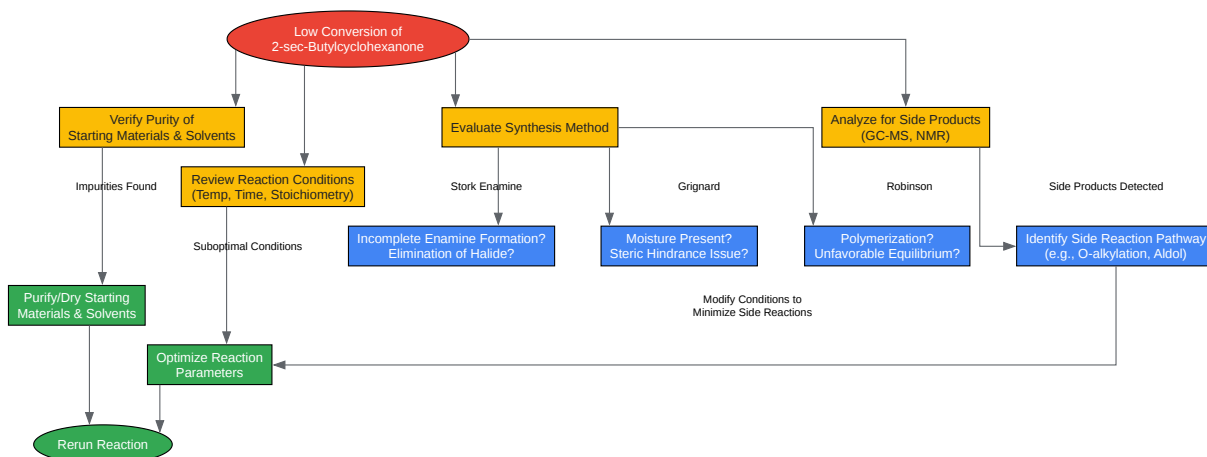 Low Conversion of
2-sec-Butylcyclohexanone
Verify Purity of
Starting Materials & Solvents
Evaluate Synthesis Method
Analyze for Side Products
(GC-MS, NMR)
Impurities Found
Review Reaction Conditions
(Temp, Time, Stoichiometry)
Stork Enamine
Grignard
Robinson
Side Products Detected
Suboptimal Conditions
Incomplete Enamine Formation?
Elimination of Halide?
Moisture Present?
Steric Hindrance Issue?
Polymerization?
Unfavorable Equilibrium?
Identify Side Reaction Pathway
(e.g., O-alkylation, Aldol)
Purify/Dry Starting
Materials & Solvents
Modify Conditions to
Minimize Side Reactions
Optimize Reaction
Parameters
Rerun Reaction